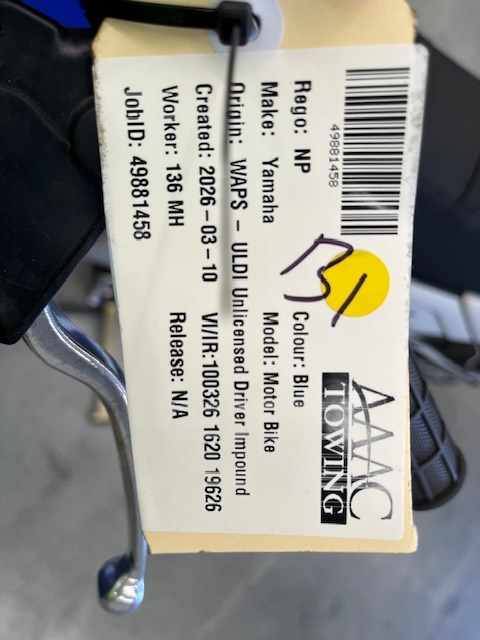 49881458
AAAC
TOWING
Rego: NP Colour: Blue
Make: Yamaha Model: Motor Bike
Origin: WAPS - ULDI Unlicensed Driver Impound
Created: 2026-03-10 VI/IR:100326 1620 19626
Worker: 136 MH Release: N/A
JobID: 49881458